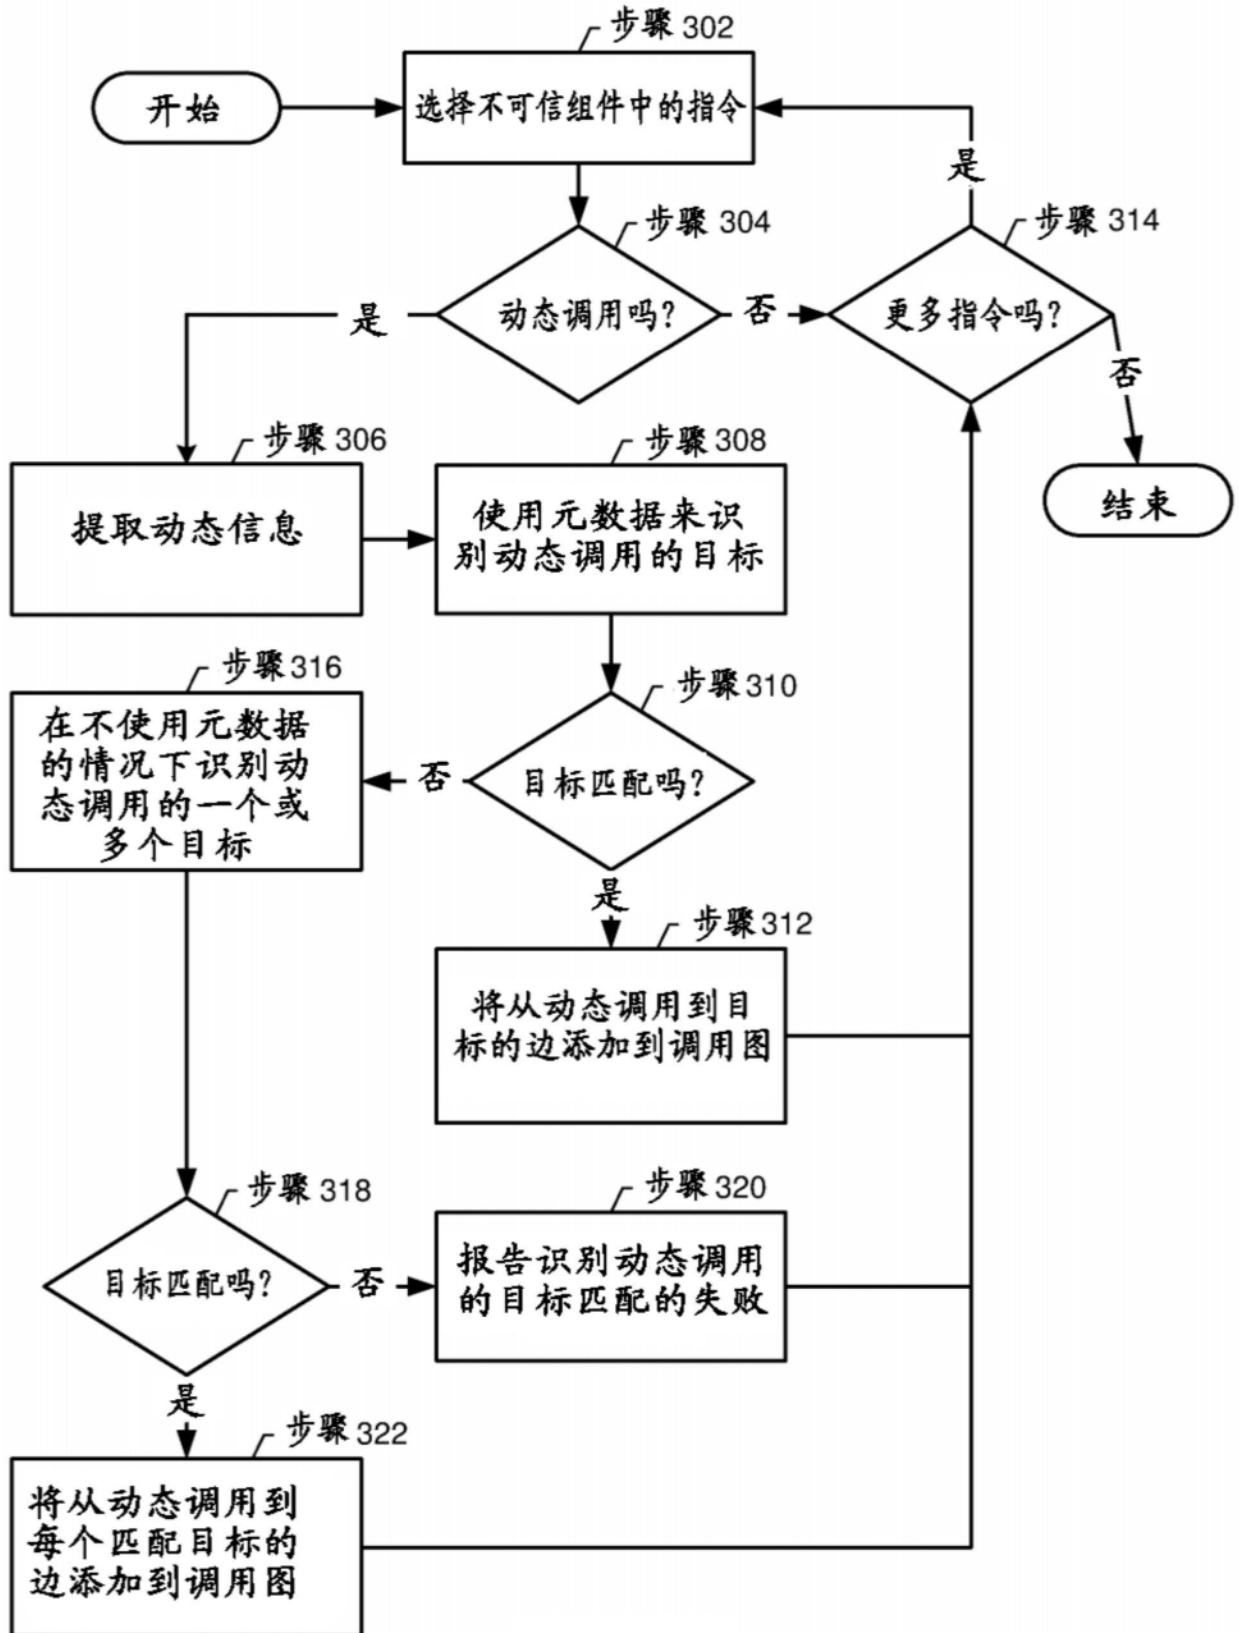 步骤 302
开始
选择不可信组件中的指令
是
步骤 304
步骤 314
是
动态调用吗?
否
更多指令吗?
否
步骤 306
步骤 308
提取动态信息
使用元数据来识
别动态调用的目标
结束
步骤 316
步骤 310
在不使用元数据
的情况下识别动
态调用的一个或
多个目标
否
目标匹配吗?
是
步骤 312
将从动态调用到目
标的边添加到调用图
步骤 318
步骤 320
目标匹配吗?
否
报告识别动态调用
的目标匹配的失败
是
步骤 322
将从动态调用到
每个匹配目标的
边添加到调用图